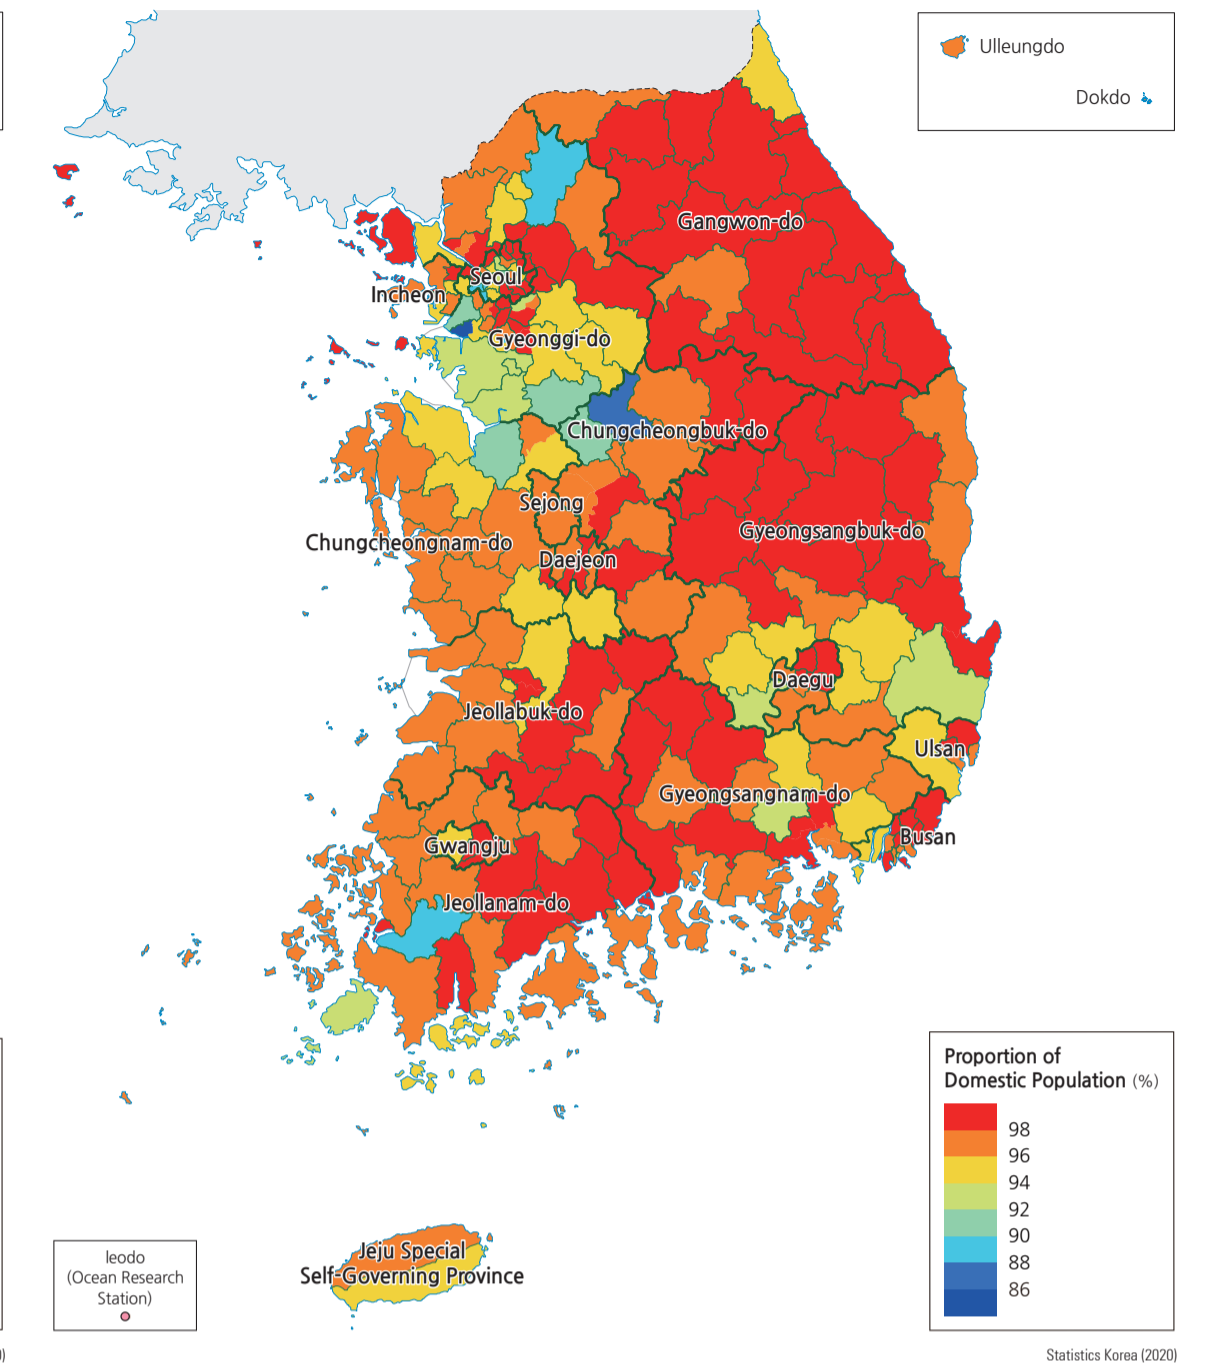 Ulleungdo
Dokdo
Gangwon-do
Seoul
Incheon
Gyeonggi-do
Chungcheongbuk-do
Sejong
Gyeongsangbuk-do
Chungcheongnam-do
Daejeon
Daegu
Jeollabuk-do
Ulsan
Gyeongsangnam-do
Busan
Gwangju
Jeollanam-do
Proportion of
Domestic Population (%)
98
96
94
92
90
88
86
Jeju Special
Self-Governing Province
Ieodo
(Ocean Research
Station)
0)
Statistics Korea (2020)